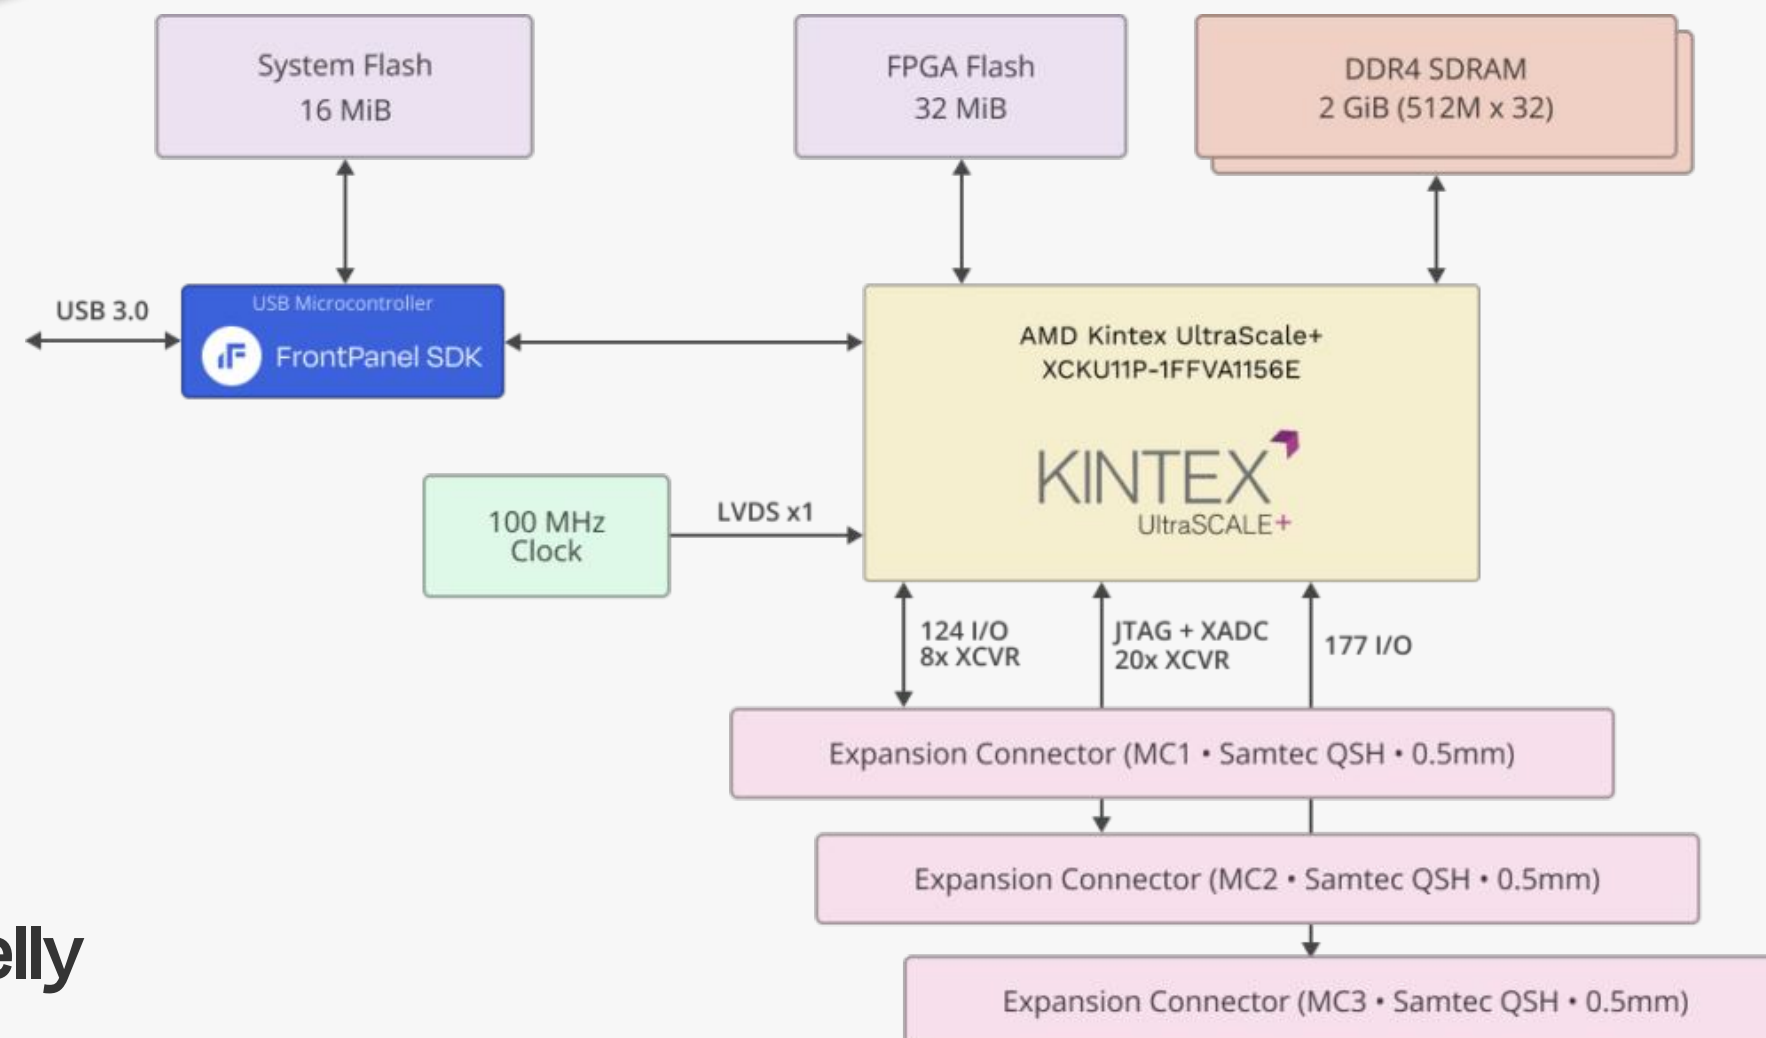 System Flash
16 MiB
FPGA Flash
32 MiB
DDR4 SDRAM
2 GiB (512M x 32)
USB 3.0
USB Microcontroller
FrontPanel SDK
AMD Kintex UltraScale+
XCKU11P-1FFVA1156E
KINTEX
UltraSCALE+
100 MHz
Clock
LVDS x1
124 I/O
8x XCVR
JTAG + XADC
20x XCVR
177 I/O
Expansion Connector (MC1 • Samtec QSH • 0.5mm)
Expansion Connector (MC2 • Samtec QSH • 0.5mm)
elly
Expansion Connector (MC3 • Samtec QSH • 0.5mm)